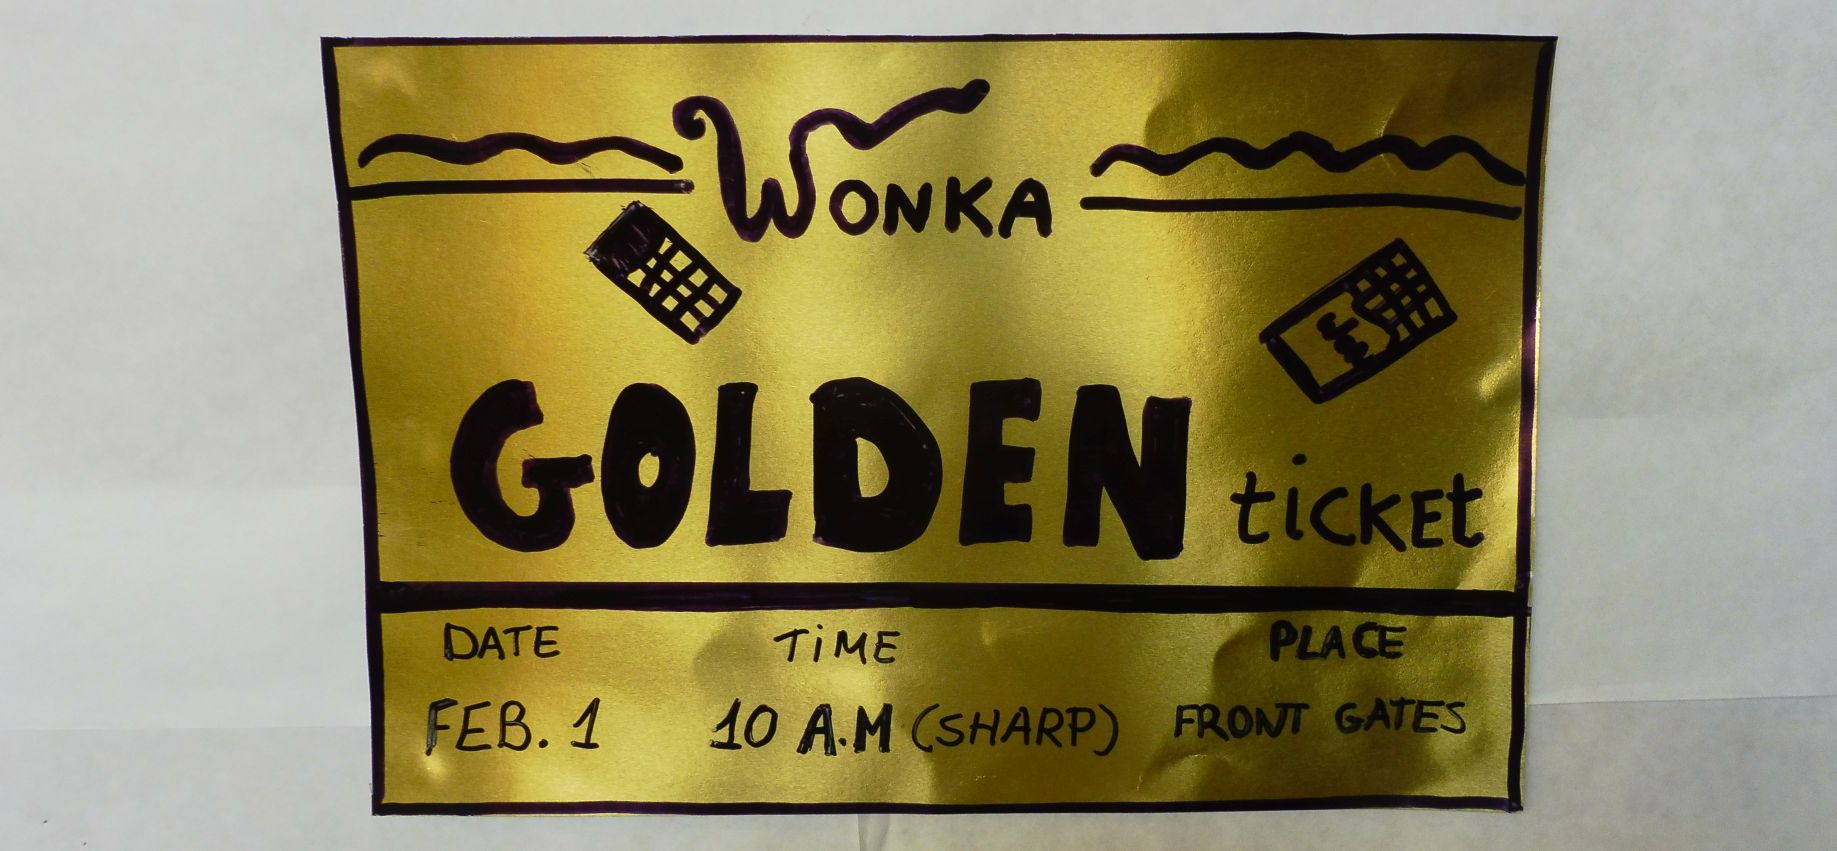 WONKA
GOLDEN ticKEt
DATE TiME PLACE
FEB. 1 10 A.M (SHARP) FRONT GATES